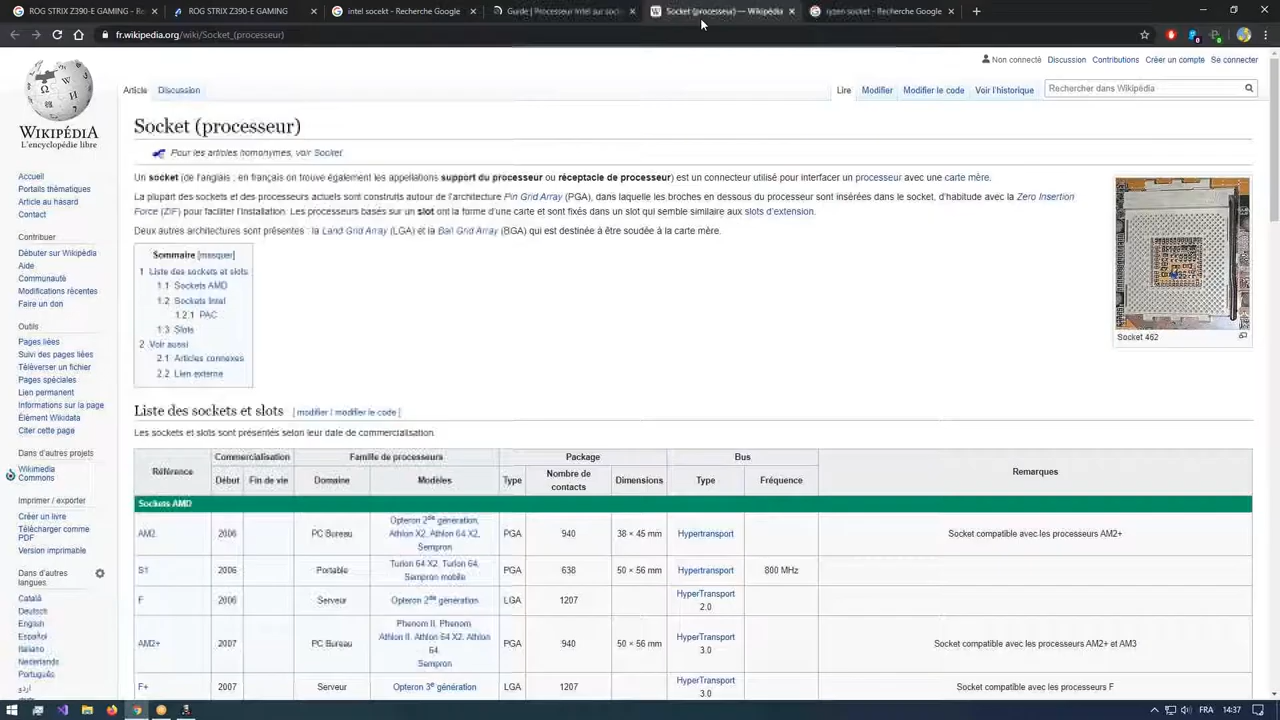 ROG STRIX Z390-E GAMING - Re
ROG STRIX Z390-E GAMING
intel sockekt - Recherche Google
Guide | Processeur Intel sur sock
Socket (processeur) — Wikipédia
ryzen socket - Recherche Google
fr.wikipedia.org/wiki/Socket_(processeur)
Non connecté Discussion Contributions Créer un compte Se connecter
Article Discussion
Lire Modifier Modifier le code Voir l'historique
Rechercher dans Wikipédia
WIKIPÉDIA
L'encyclopédie libre
Accueil
Portails thématiques
Article au hasard
Contact
Contribuer
Débuter sur Wikipédia
Aide
Communauté
Modifications récentes
Faire un don
Outils
Pages liées
Suivi des pages liées
Téléverser un fichier
Pages spéciales
Lien permanent
Informations sur la page
Élément Wikidata
Citer cette page
Dans d'autres projets
Wikimedia
Commons
Imprimer / exporter
Créer un livre
Télécharger comme
PDF
Version imprimable
Dans d'autres
langues
Català
Deutsch
English
Español
Italiano
Nederlands
Português
اردو
Socket (processeur)
Pour les articles homonymes, voir Socket.
Un socket (de l'anglais ; en français on trouve également les appellations support du processeur ou réceptacle de processeur) est un connecteur utilisé pour interfacer un processeur avec une carte mère.
La plupart des sockets et des processeurs actuels sont construits autour de l'architecture Pin Grid Array (PGA), dans laquelle les broches en dessous du processeur sont insérées dans le socket, d'habitude avec la Zero Insertion
Force (ZIF) pour faciliter l'installation. Les processeurs basés sur un slot ont la forme d'une carte et sont fixés dans un slot qui semble similaire aux slots d'extension.
Deux autres architectures sont présentes : la Land Grid Array (LGA) et la Ball Grid Array (BGA) qui est destinée à être soudée à la carte mère.
Socket 462
Sommaire [masquer]
1 Liste des sockets et slots
1.1 Sockets AMD
1.2 Sockets Intel
1.2.1 PAC
1.3 Slots
2 Voir aussi
2.1 Articles connexes
2.2 Lien externe
Liste des sockets et slots [ modifier | modifier le code ]
Les sockets et slots sont présentés selon leur date de commercialisation.
Référence Commercialisation Famille de processeurs Package Bus Remarques
Début Fin de vie Domaine Modèles Type Nombre de contacts Dimensions Type Fréquence
Sockets AMD
AM2 2006 PC Bureau Opteron 2de génération, Athlon X2, Athlon 64 X2, Sempron PGA 940 38 × 45 mm Hypertransport Socket compatible avec les processeurs AM2+
S1 2006 Portable Turion 64 X2, Turion 64, Sempron mobile PGA 638 50 × 56 mm Hypertransport 800 MHz
F 2006 Serveur Opteron 2de génération LGA 1207 HyperTransport 2.0
AM2+ 2007 PC Bureau Phenom II, Phenom Athlon II, Athlon 64 X2, Athlon 64, Sempron PGA 940 50 × 56 mm HyperTransport 3.0 Socket compatible avec les processeurs AM2+ et AM3
F+ 2007 Serveur Opteron 3e génération LGA 1207 HyperTransport 3.0 Socket compatible avec les processeurs F
FRA 14:37